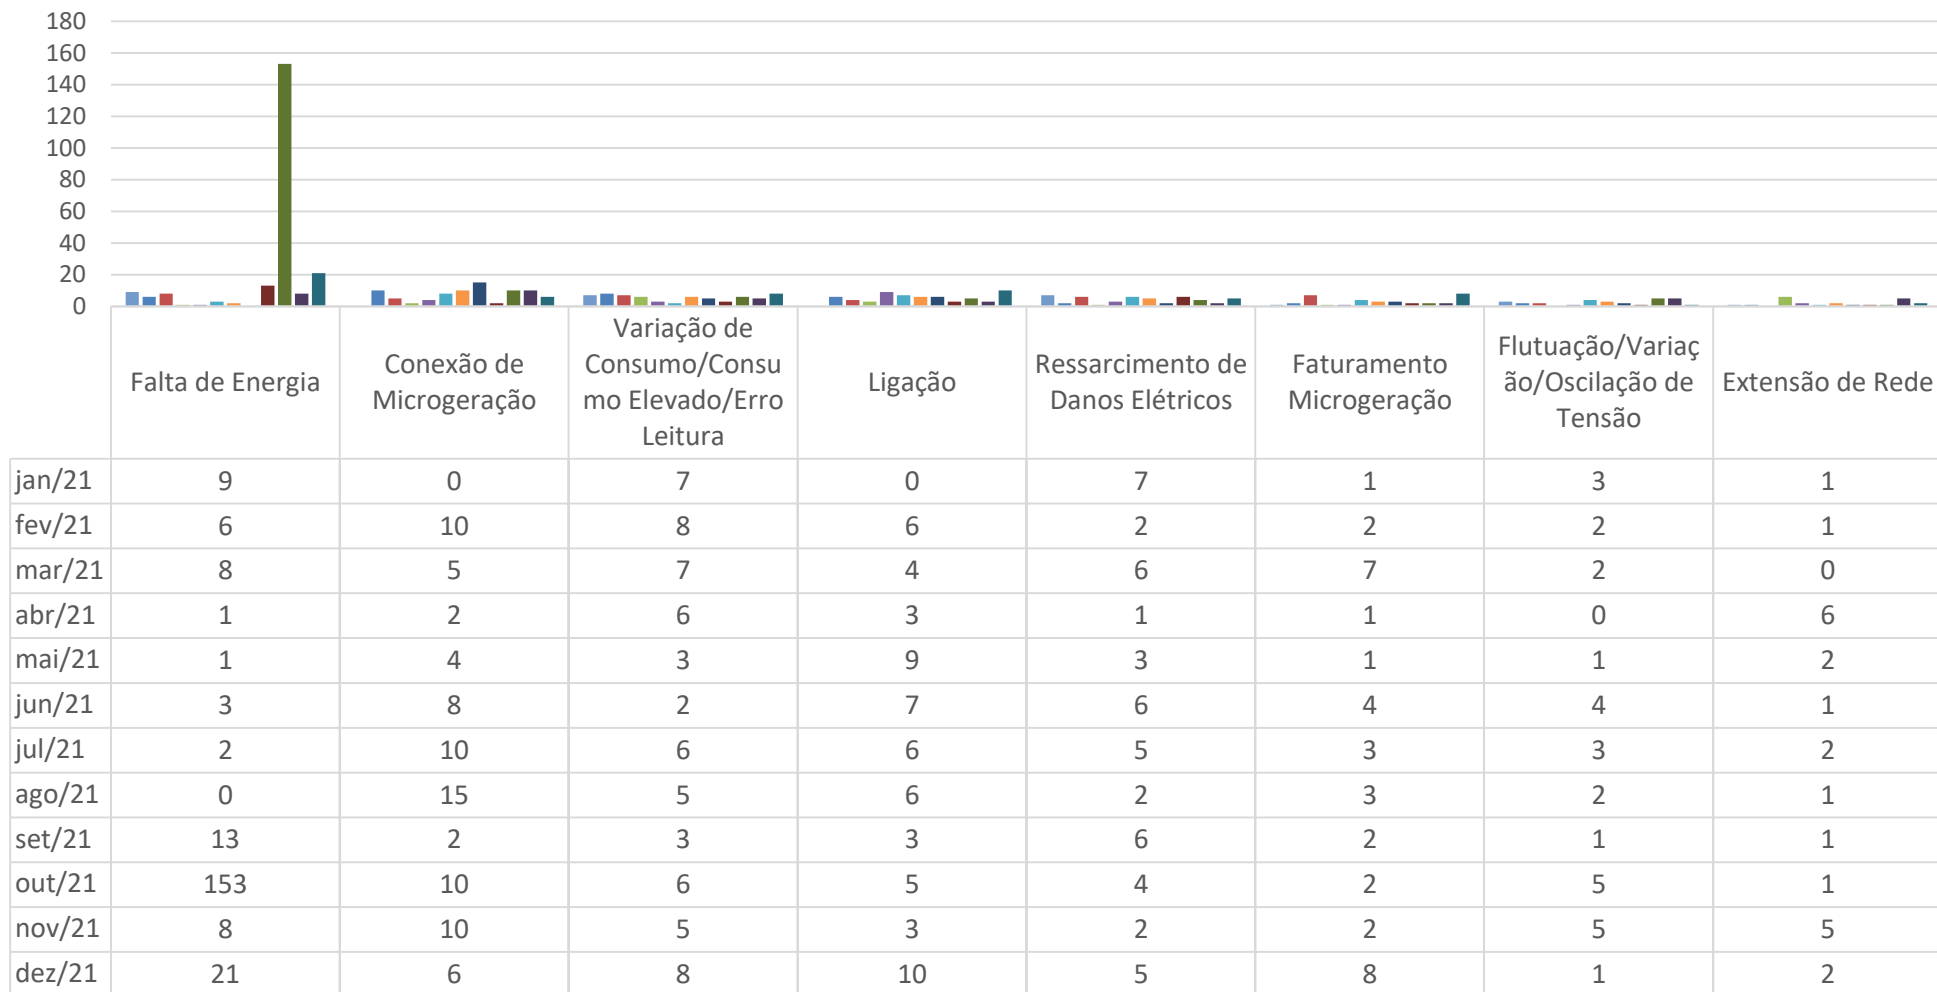 180
160
140
120
100
80
60
40
20
0
Falta de Energia
Conexão de
Microgeração
Variação de
Consumo/Consu
mo Elevado/Erro
Leitura
Ligação
Ressarcimento de
Danos Elétricos
Faturamento
Microgeração
Flutuação/Variaç
ão/Oscilação de
Tensão
Extensão de Rede
jan/21 9 0 7 0 7 1 3 1
fev/21 6 10 8 6 2 2 2 1
mar/21 8 5 7 4 6 7 2 0
abr/21 1 2 6 3 1 1 0 6
mai/21 1 4 3 9 3 1 1 2
jun/21 3 8 2 7 6 4 4 1
jul/21 2 10 6 6 5 3 3 2
ago/21 0 15 5 6 2 3 2 1
set/21 13 2 3 3 6 2 1 1
out/21 153 10 6 5 4 2 5 1
nov/21 8 10 5 3 2 2 5 5
dez/21 21 6 8 10 5 8 1 2